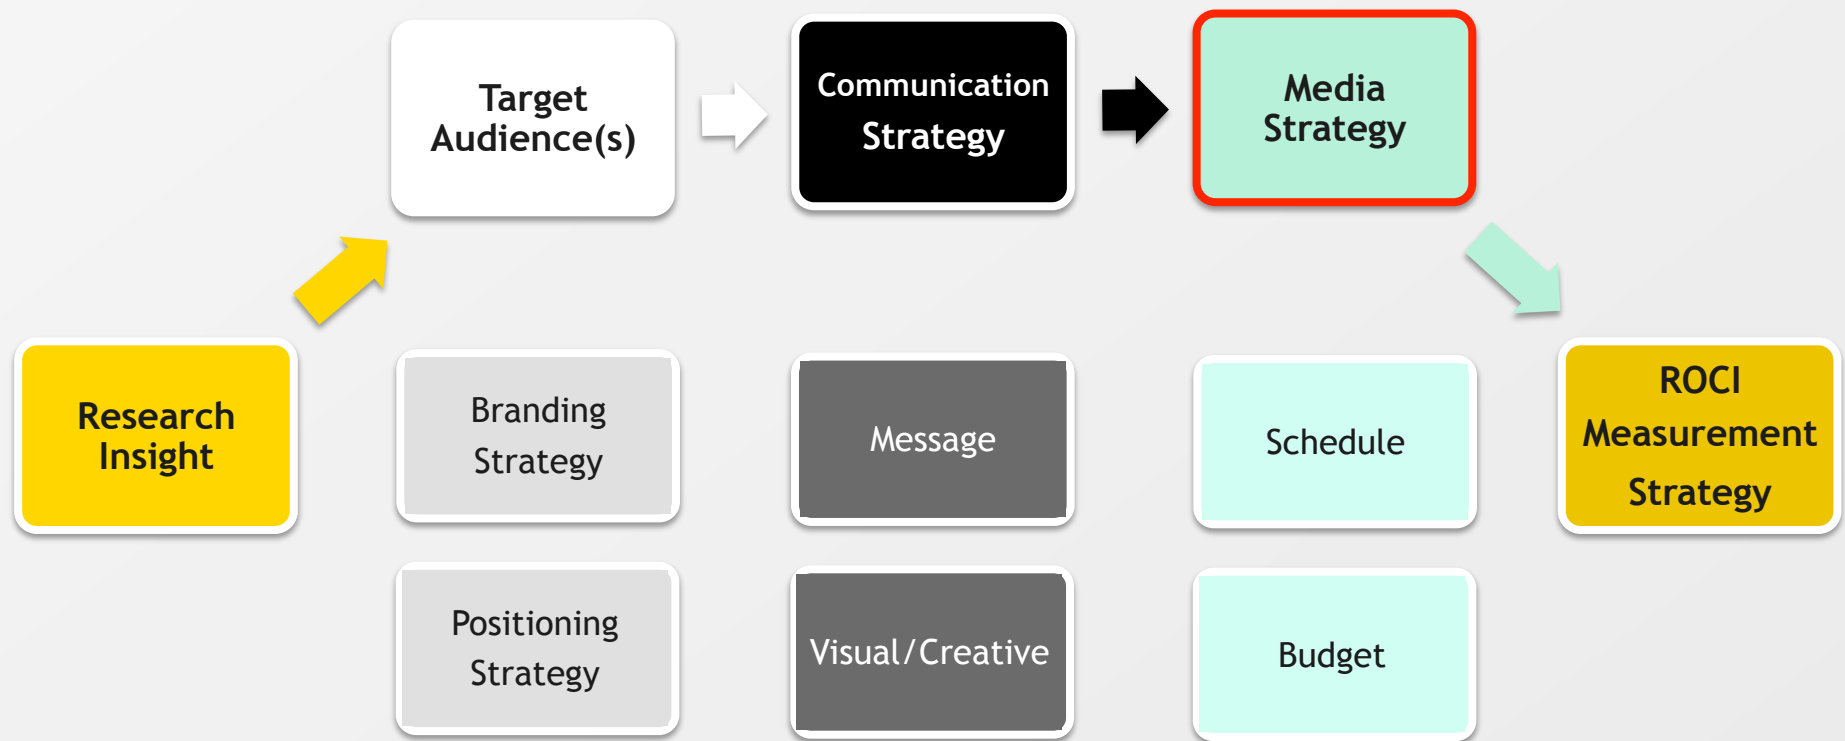 Target
Audience(s)
Communication
Strategy
Media
Strategy
Research
Insight
Branding
Strategy
Message
Schedule
ROCI
Measurement
Strategy
Positioning
Strategy
Visual/Creative
Budget